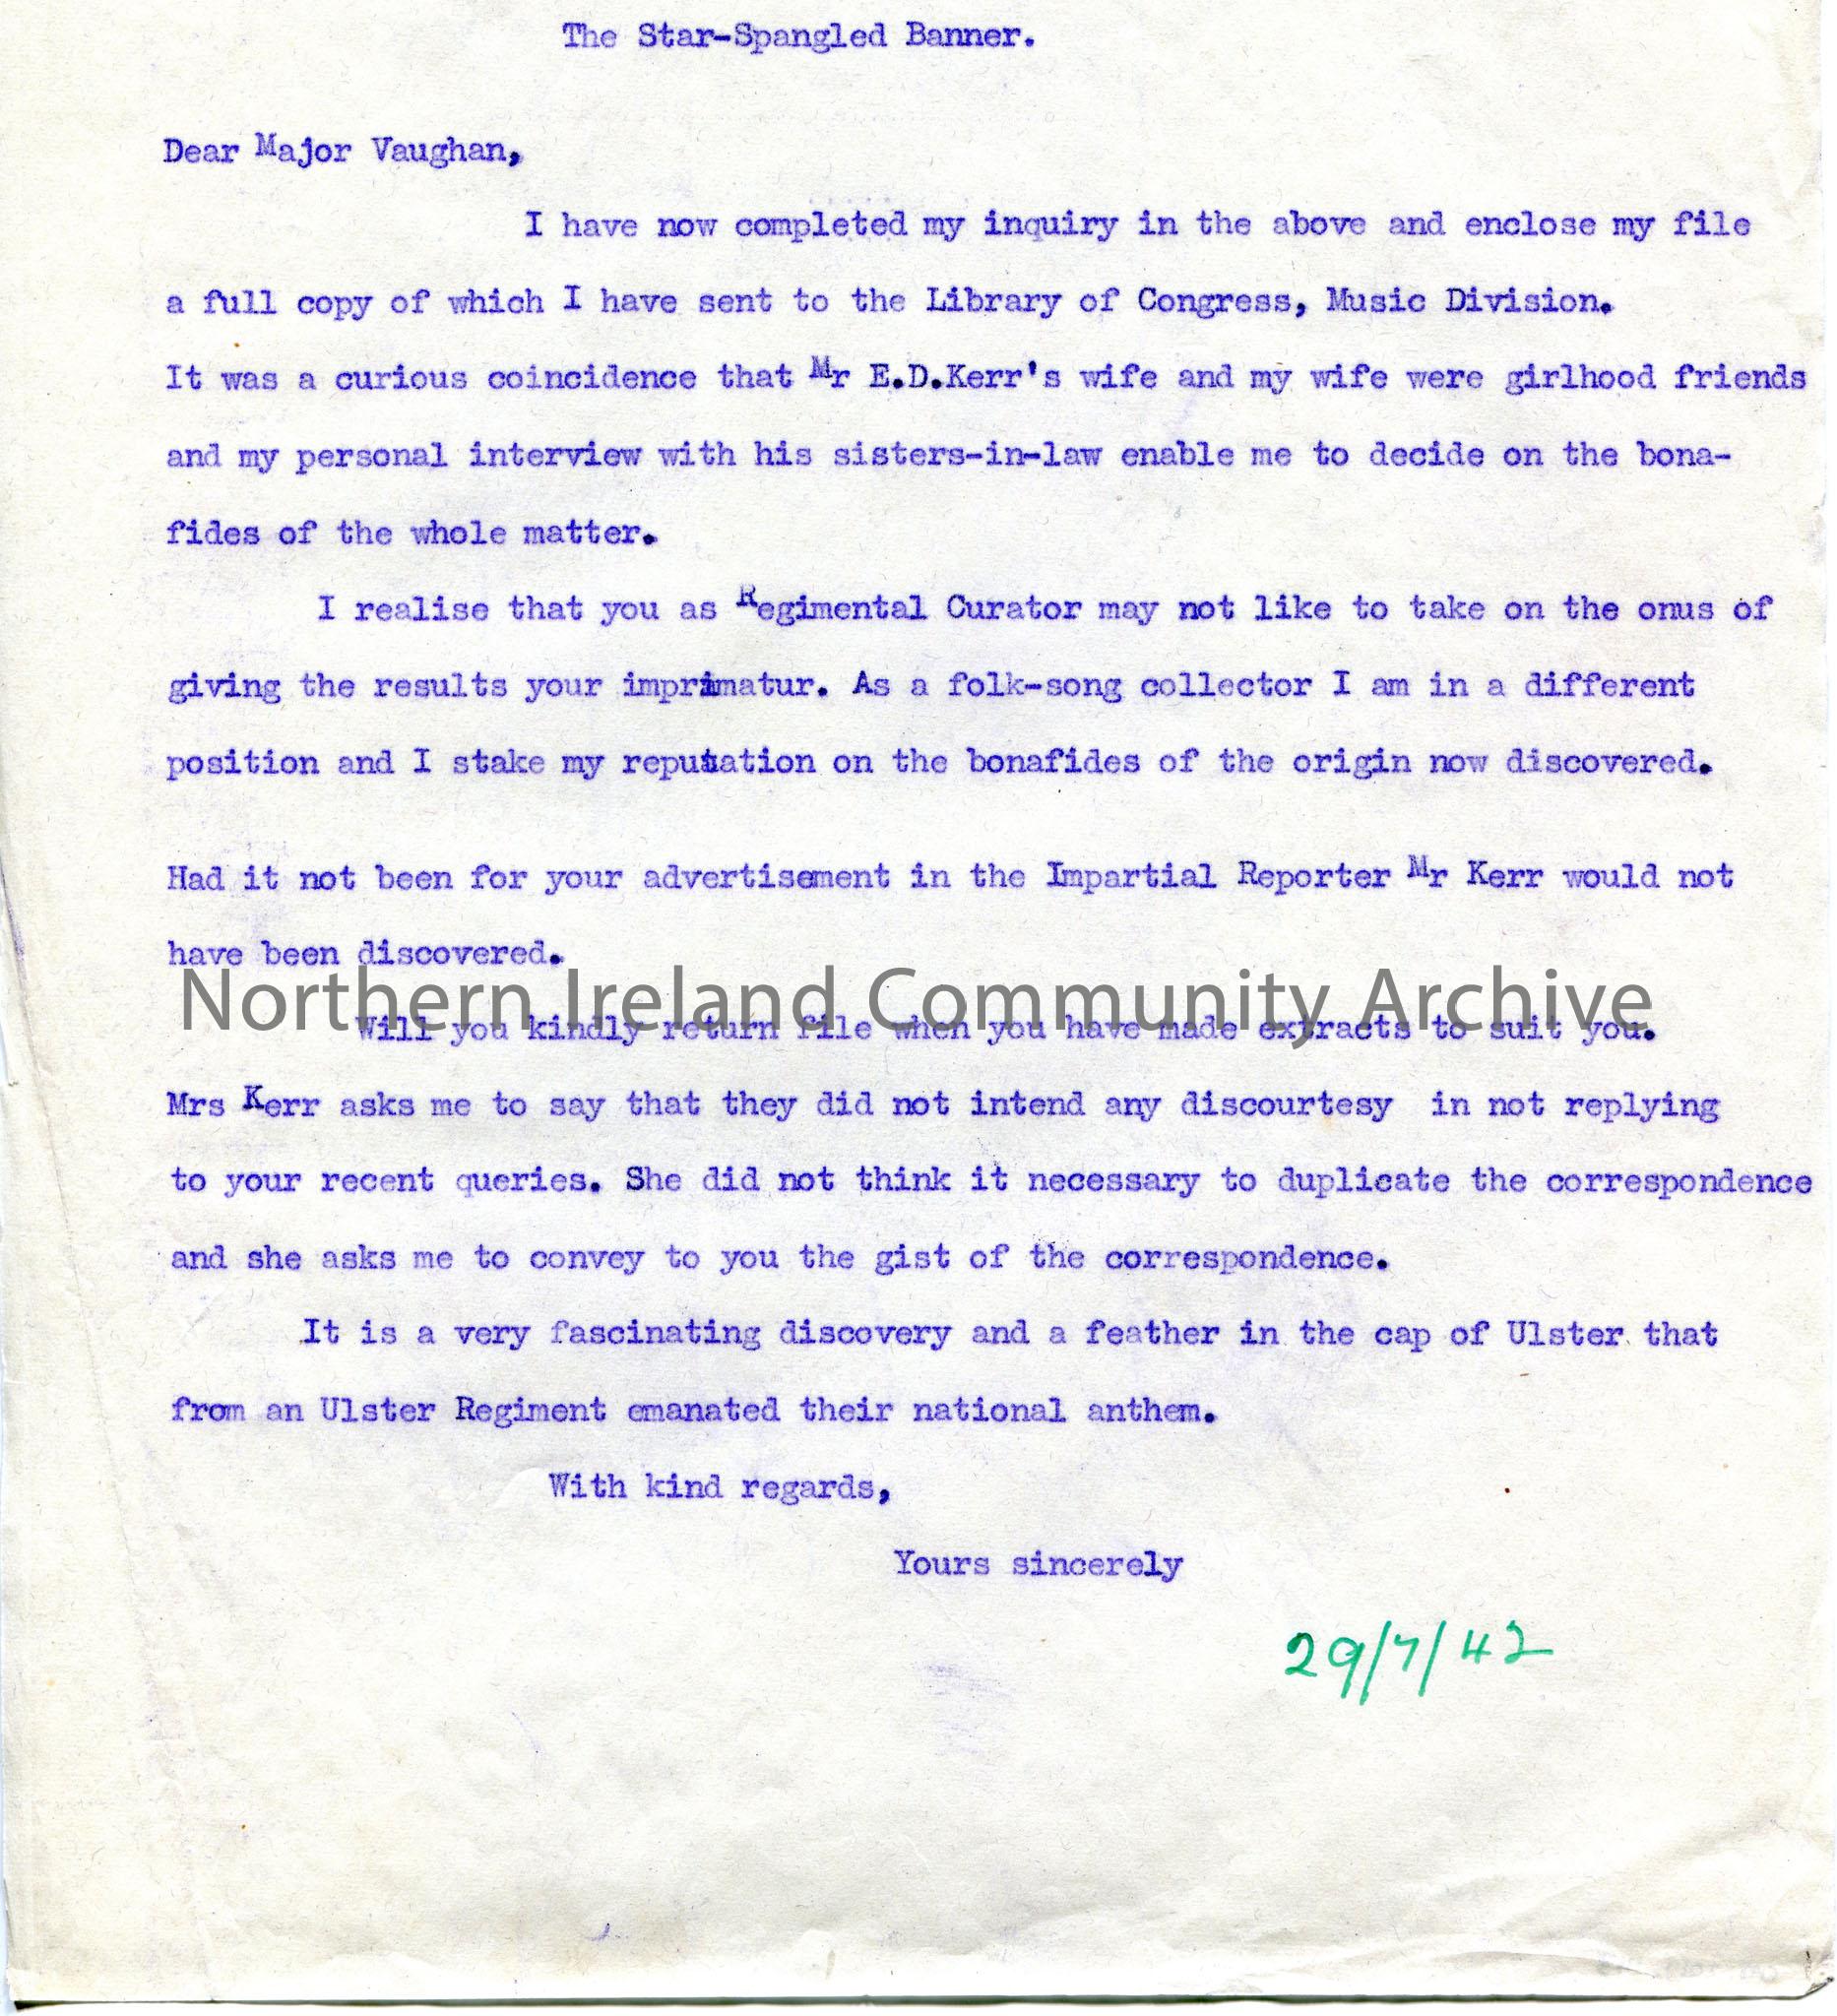 The Star-Spangled Banner.
Dear Major Vaughan,
I have now completed my inquiry in the above and enclose my file
a full copy of which I have sent to the Library of Congress, Music Division.
It was a curious coincidence that Mr E.D.Kerr's wife and my wife were girlhood friends
and my personal interview with his sisters-in-law enable me to decide on the bona-
fides of the whole matter.
I realise that you as Regimental Curator may not like to take on the onus of
giving the results your imprimatur. As a folk-song collector I am in a different
position and I stake my reputation on the bonafides of the origin now discovered.
Had it not been for your advertisement in the Impartial Reporter Mr Kerr would not
have been discovered.
Northern Ireland Community Archive
Will you kindly return file when you have made extracts to suit you.
Mrs Kerr asks me to say that they did not intend any discourtesy in not replying
to your recent queries. She did not think it necessary to duplicate the correspondence
and she asks me to convey to you the gist of the correspondence.
It is a very fascinating discovery and a feather in the cap of Ulster that
from an Ulster Regiment emanated their national anthem.
With kind regards,
Yours sincerely
29/7/42